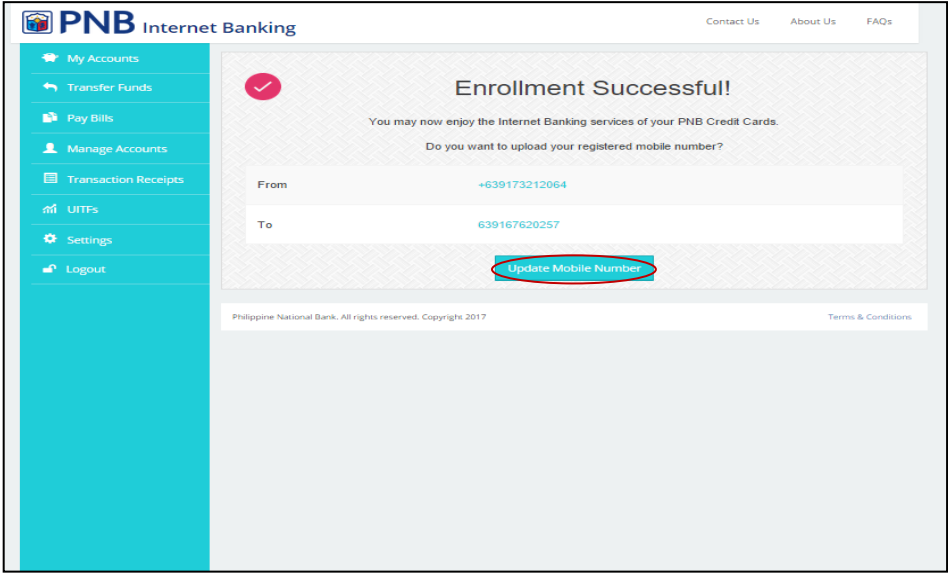 PNB Internet Banking
Contact Us About Us FAQs
My Accounts
Transfer Funds
Pay Bills
Manage Accounts
Transaction Receipts
UITFs
Settings
Logout
Enrollment Successful!
You may now enjoy the Internet Banking services of your PNB Credit Cards.
Do you want to upload your registered mobile number?
From +639173212064
To 639167620257
Update Mobile Number
Philippine National Bank. All rights reserved. Copyright 2017 Terms & Conditions